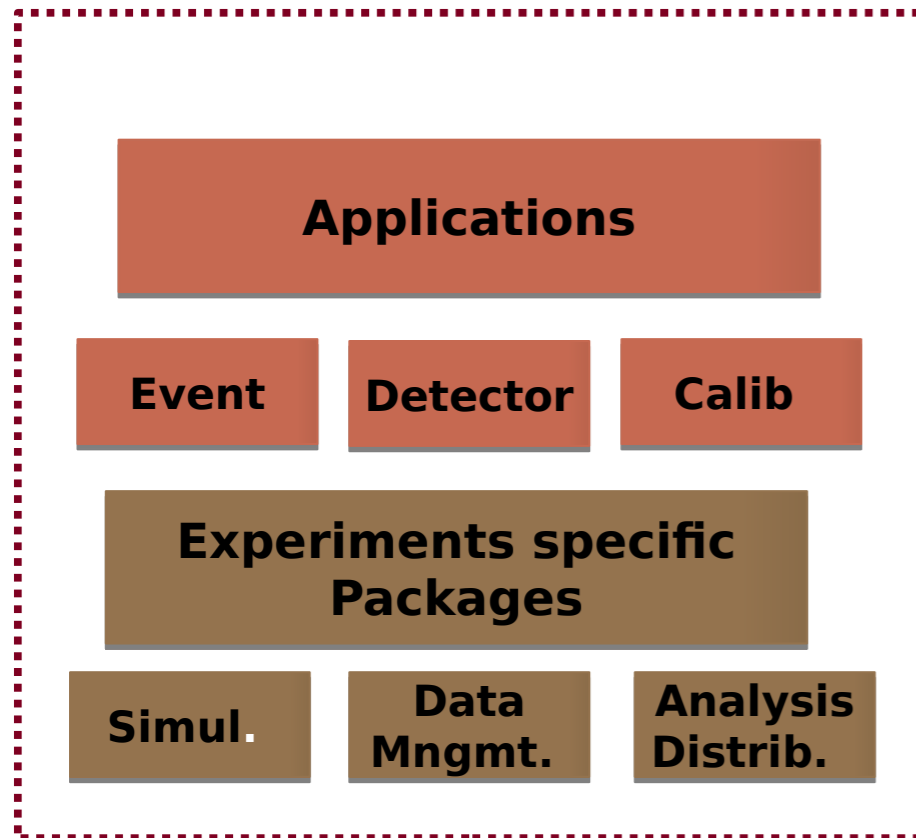 Applications
Event
Detector
Calib
Experiments specific
Packages
Simul.
Data
Mngmt.
Analysis
Distrib.